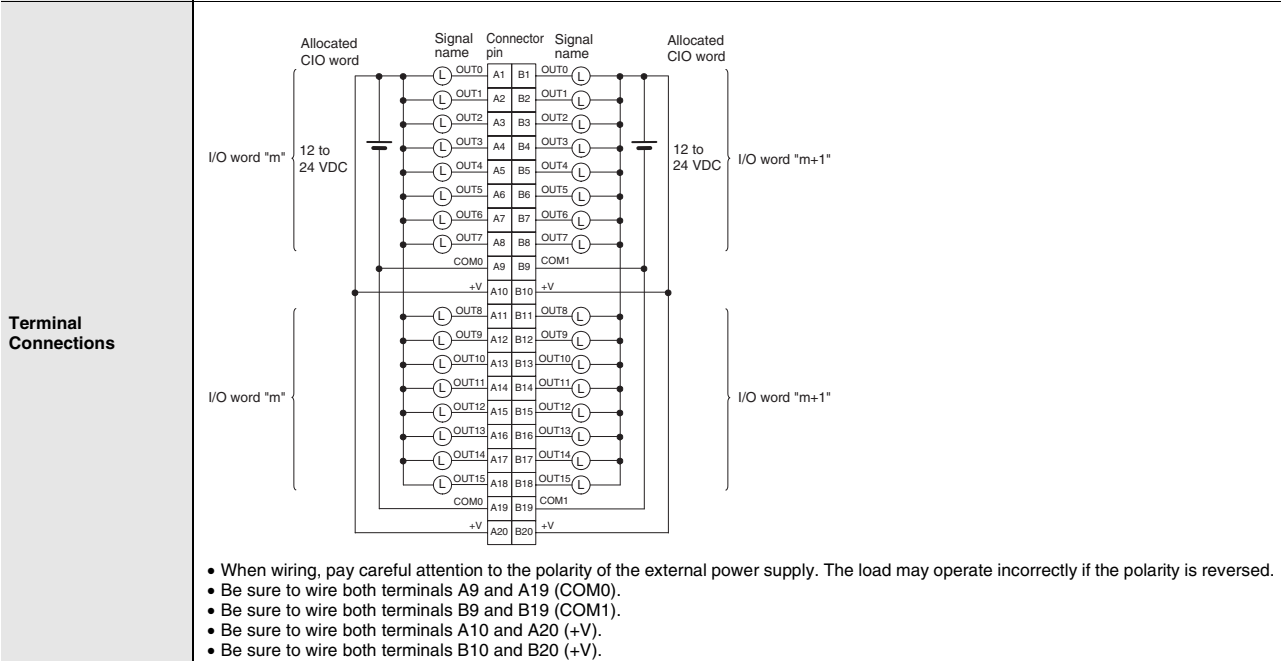 Terminal
Connections
Allocated
CIO word
Signal
name
Connector
pin
Signal
name
Allocated
CIO word
L OUT0 A1 B1 OUT0 L
L OUT1 A2 B2 OUT1 L
L OUT2 A3 B3 OUT2 L
L OUT3 A4 B4 OUT3 L
I/O word "m"
12 to
24 VDC
12 to
24 VDC
I/O word "m+1"
L OUT4 A5 B5 OUT4 L
L OUT5 A6 B6 OUT5 L
L OUT6 A7 B7 OUT6 L
L OUT7 A8 B8 OUT7 L
COM0 A9 B9 COM1
+V A10 B10 +V
L OUT8 A11 B11 OUT8 L
L OUT9 A12 B12 OUT9 L
L OUT10 A13 B13 OUT10 L
L OUT11 A14 B14 OUT11 L
I/O word "m"
I/O word "m+1"
L OUT12 A15 B15 OUT12 L
L OUT13 A16 B16 OUT13 L
L OUT14 A17 B17 OUT14 L
L OUT15 A18 B18 OUT15 L
COM0 A19 B19 COM1
+V A20 B20 +V
• When wiring, pay careful attention to the polarity of the external power supply. The load may operate incorrectly if the polarity is reversed.
• Be sure to wire both terminals A9 and A19 (COM0).
• Be sure to wire both terminals B9 and B19 (COM1).
• Be sure to wire both terminals A10 and A20 (+V).
• Be sure to wire both terminals B10 and B20 (+V).